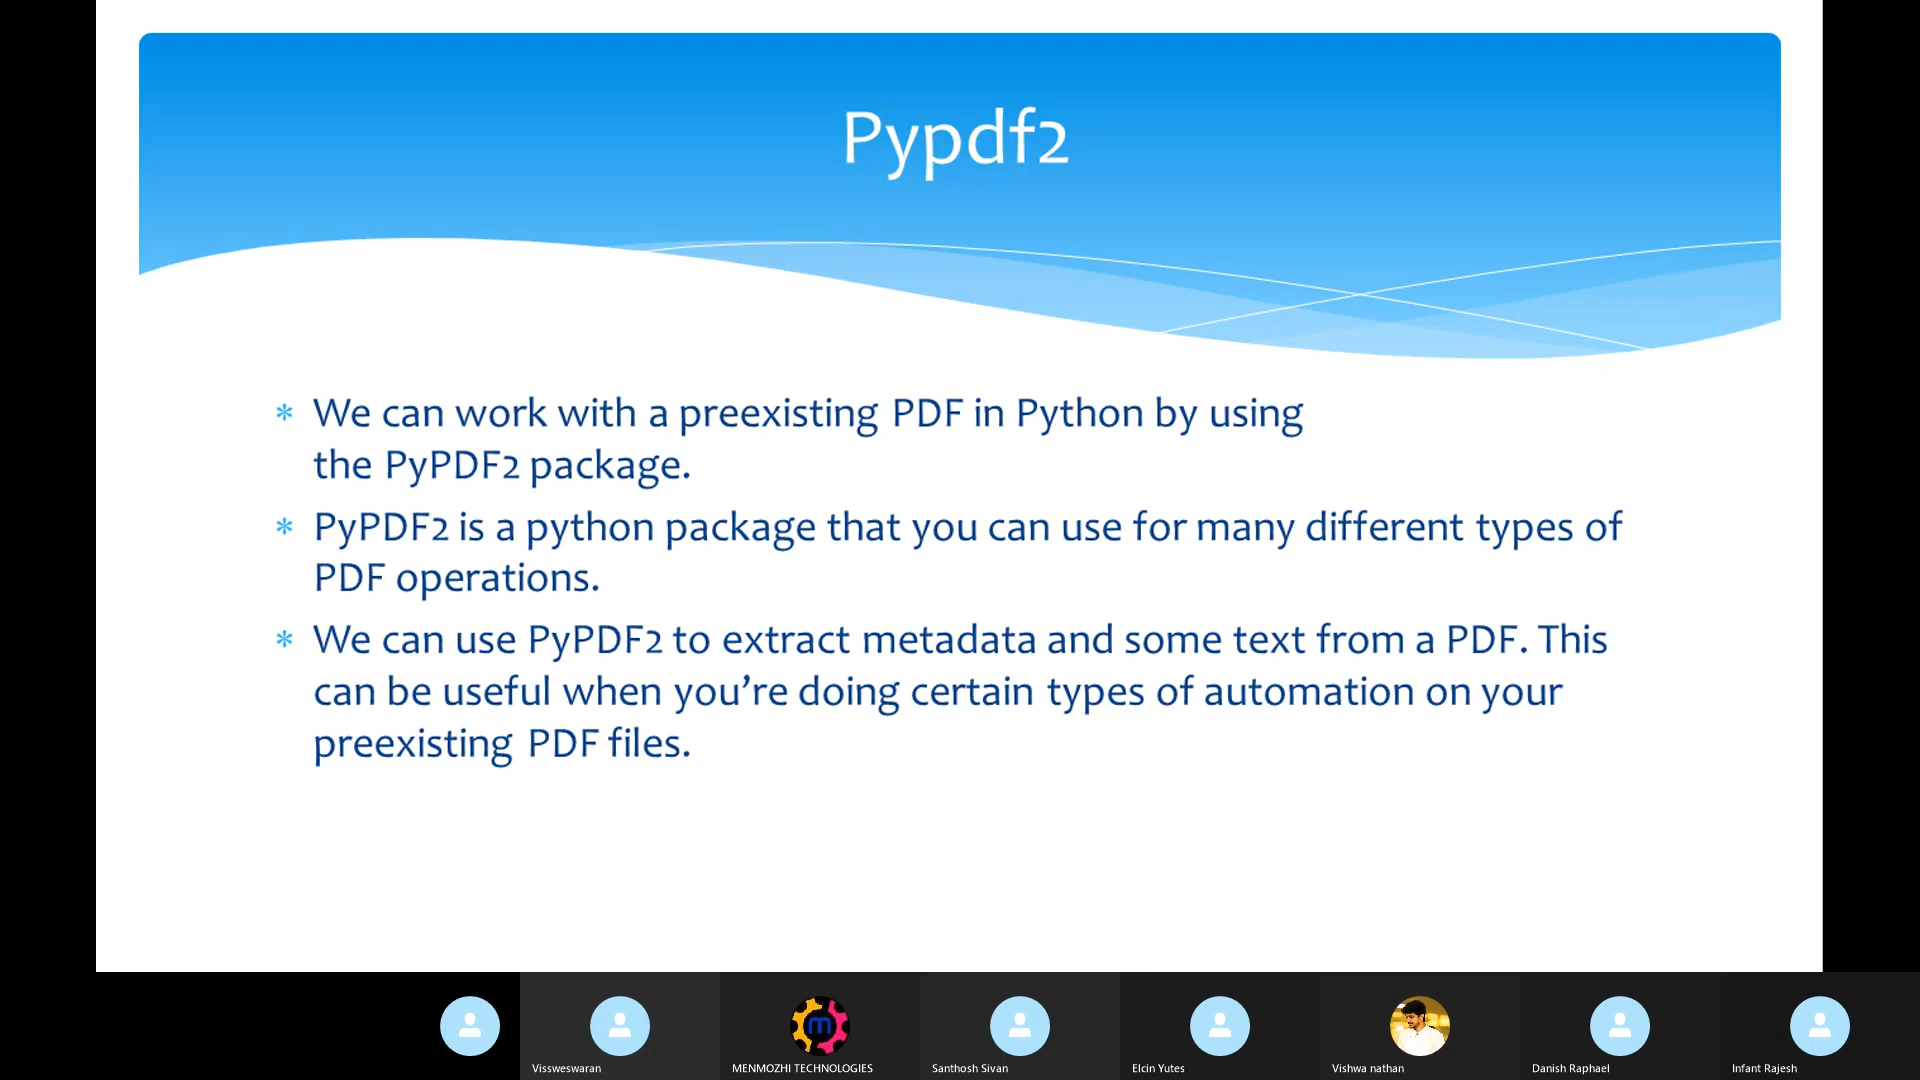 Pypdf2
* We can work with a preexisting PDF in Python by using
the PyPDF2 package.
* PyPDF2 is a python package that you can use for many different types of
PDF operations.
* We can use PyPDF2 to extract metadata and some text from a PDF. This
can be useful when you’re doing certain types of automation on your
preexisting PDF files.
m
Vissweswaran
MENMOZHI TECHNOLOGIES
Santhosh Sivan
Elcin Yutes
Vishwa nathan
Danish Raphael
Infant Rajesh